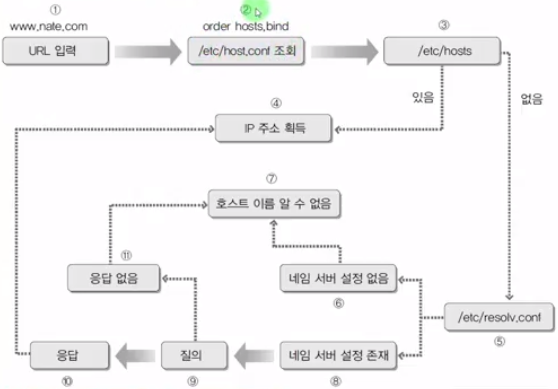 ①
www.nate.com
URL 입력
②
order hosts,bind
/etc/host.conf 조회
③
/etc/hosts
있음
없음
④
IP 주소 획득
⑦
호스트 이름 알 수 없음
⑪
응답 없음
네임 서버 설정 없음
⑥
/etc/resolv.conf
⑤
응답
⑩
질의
⑨
네임 서버 설정 존재
⑧